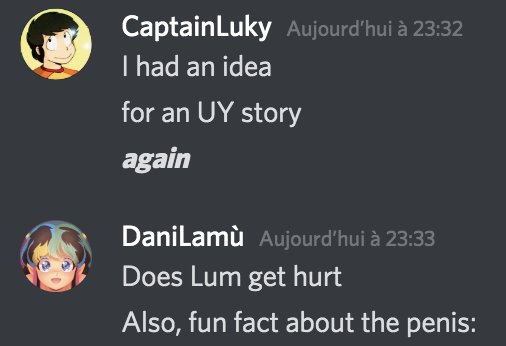 CaptainLuky Aujourd’hui à 23:32
I had an idea
for an UY story
again
DaniLamù Aujourd’hui à 23:33
Does Lum get hurt
Also, fun fact about the penis: